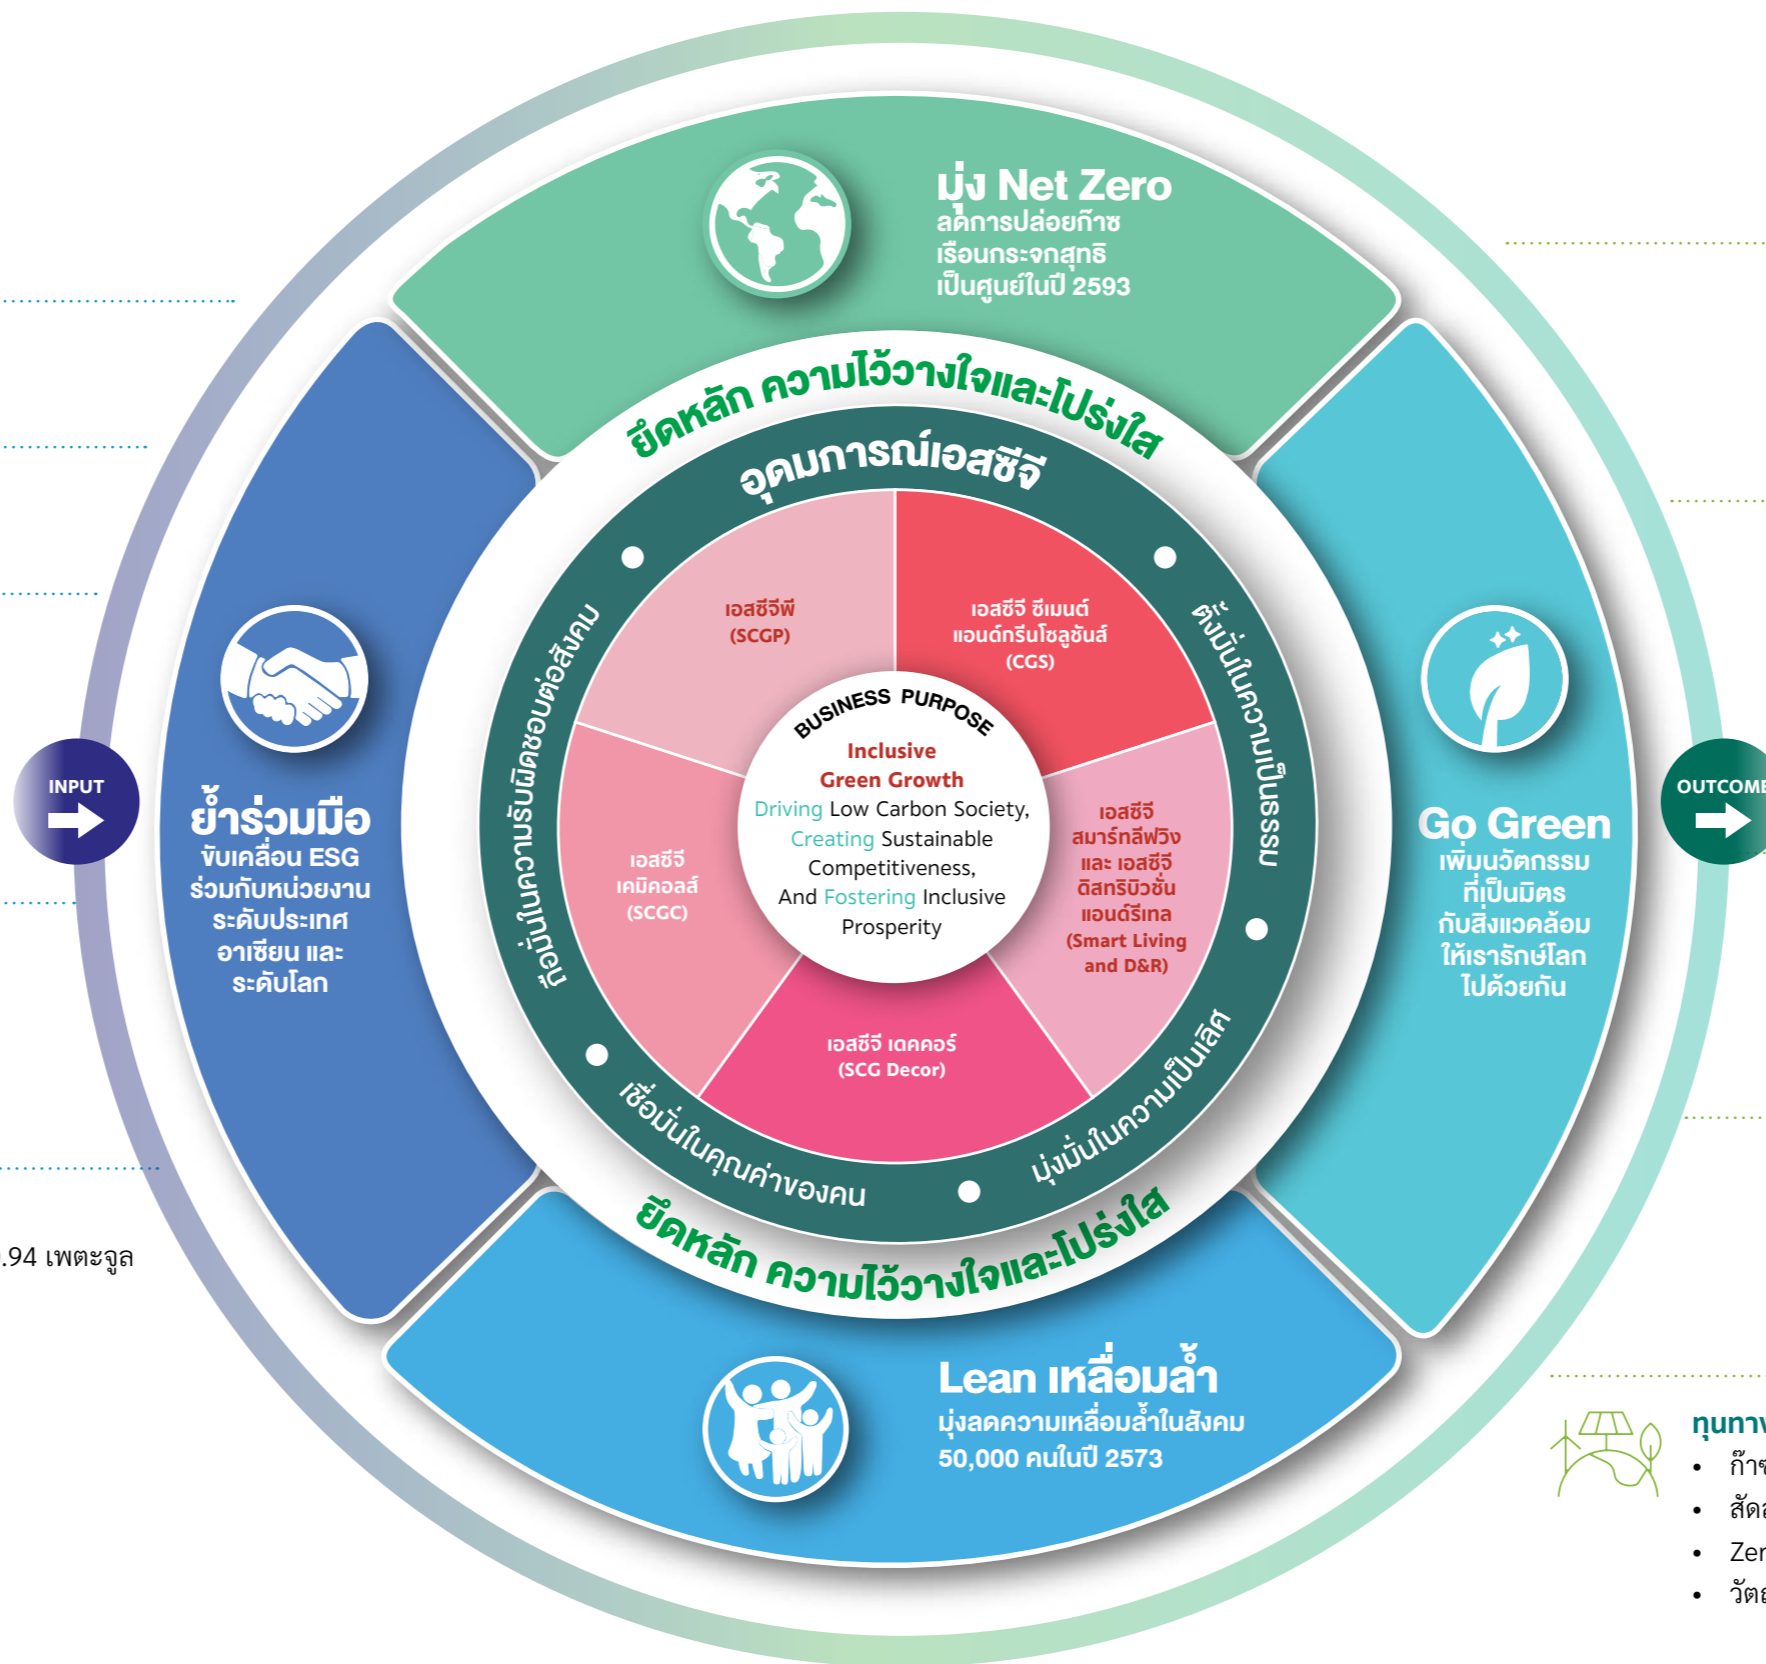 มุ่ง Net Zero
ลดการปล่อยก๊าซ
เรือนกระจกสุทธิ
เป็นศูนย์ในปี 2593
ยึดหลัก ความไว้วางใจและโปร่งใส
อุดมการณ์เอสซีจี
ตั้งมั่นในความเป็นธรรม
มุ่งมั่นในความเป็นเลิศ
เชื่อมั่นในคุณค่าของคน
ถือมั่นในความรับผิดชอบต่อสังคม
เอสซีจีพี
(SCGP)
เอสซีจี ซีเมนต์
แอนด์กรีนโซลูชันส์
(CGS)
BUSINESS PURPOSE
Inclusive
Green Growth
Driving Low Carbon Society,
Creating Sustainable
Competitiveness,
And Fostering Inclusive
Prosperity
เอสซีจี
เคมิคอลส์
(SCGC)
เอสซีจี
สมาร์ทลีฟวิง
และ เอสซีจี
ดิสทริบิวชั่น
แอนด์รีเทล
(Smart Living
and D&R)
เอสซีจี เดคคอร์
(SCG Decor)
INPUT
ย้ำร่วมมือ
ขับเคลื่อน ESG
ร่วมกับหน่วยงาน
ระดับประเทศ
อาเซียน และ
ระดับโลก
OUTCOME
Go Green
เพิ่มนวัตกรรม
ที่เป็นมิตร
กับสิ่งแวดล้อม
ให้เรารักษ์โลก
ไปด้วยกัน
.94 เพตะจูล
ยึดหลัก ความไว้วางใจและโปร่งใส
Lean เหลื่อมล้ำ
มุ่งลดความเหลื่อมล้ำในสังคม
50,000 คนในปี 2573